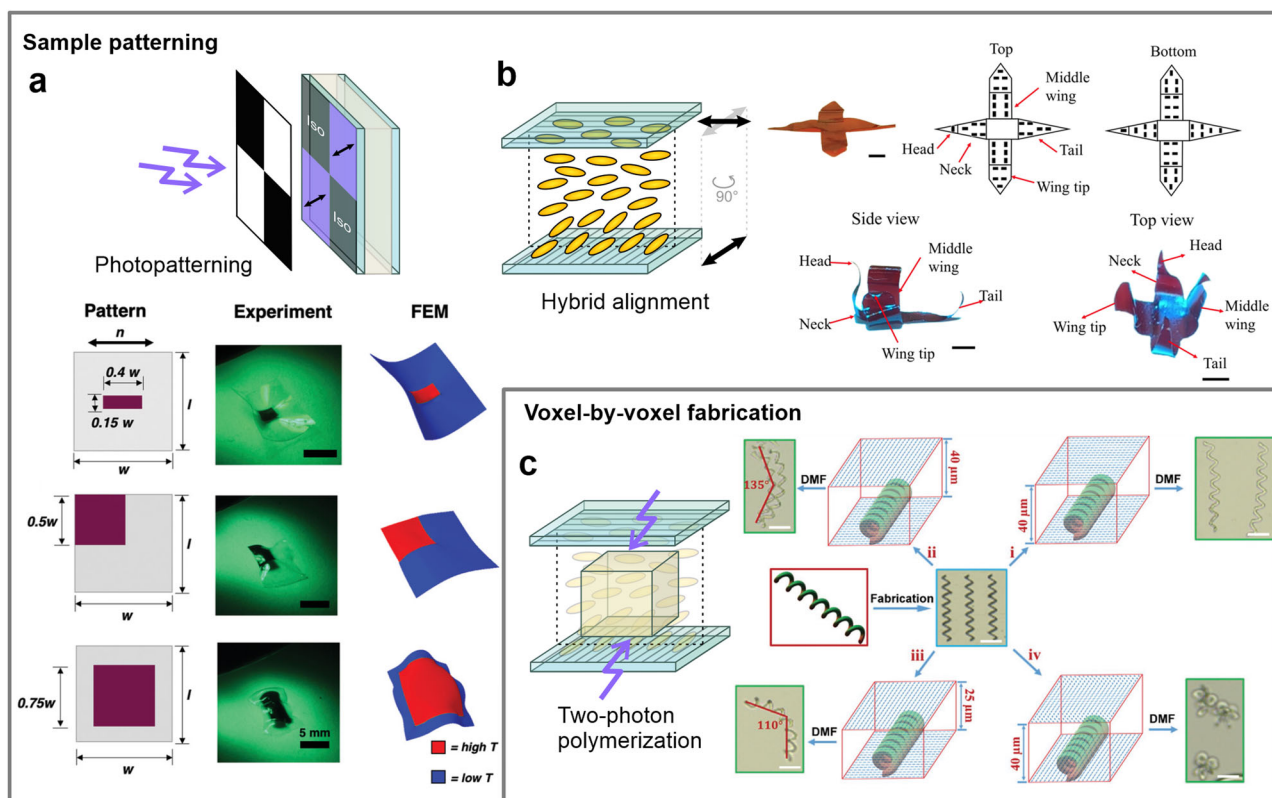 Sample patterning
a
Iso
Iso
Photopatterning
Pattern
Experiment
FEM
n
0.4 w
0.15 w
l
w
0.5w
l
w
0.75w
l
w
5 mm
= high T
= low T
b
90°
Hybrid alignment
Top
Bottom
Middle
wing
Head
Neck
Tail
Wing tip
Side view
Top view
Head
Middle
wing
Neck
Tail
Wing tip
Head
Neck
Wing tip
Middle
wing
Tail
Voxel-by-voxel fabrication
c
Two-photon
polymerization
135°
DMF
40 μm
40 μm
DMF
ii
i
Fabrication
iii
iv
110°
DMF
25 μm
40 μm
DMF